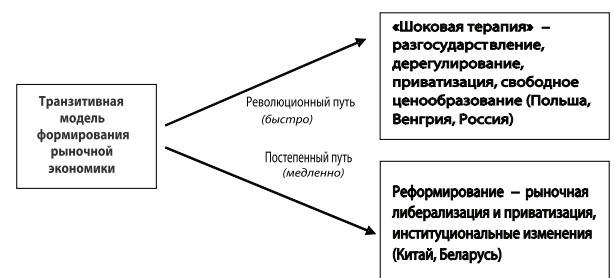 Транзитивная
модель
формирования
рыночной
экономики
Революционный путь
(быстро)
«Шоковая терапия» –
разгосударствление,
дерегулирование,
приватизация, свободное
ценообразование (Польша,
Венгрия, Россия)
Постепенный путь
(медленно)
Реформирование – рыночная
либерализация и приватизация,
институциональные изменения
(Китай, Беларусь)